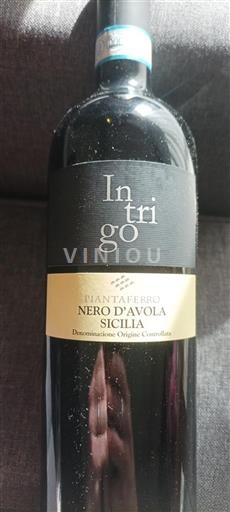 In
tri
go
VINIOU
PIANTAFERRO
NERO D'AVOLA
SICILIA
Denominazione Origine Controllata